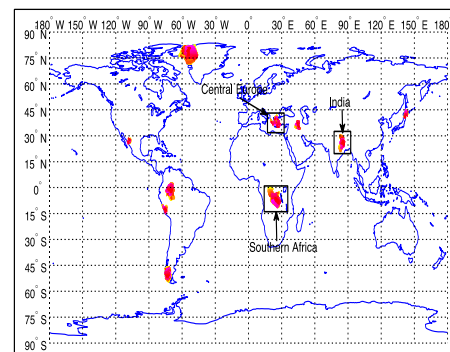 180° W 150° W 120° W 90° W 60° W 30° W 0° 30° E 60° E 90° E 120° E 150° E 180° E
90° N
75° N
60° N
Central Europe
India
45° N
30° N
15° N
0°
15° S
30° S
Southern Africa
45° S
60° S
75° S
90° S